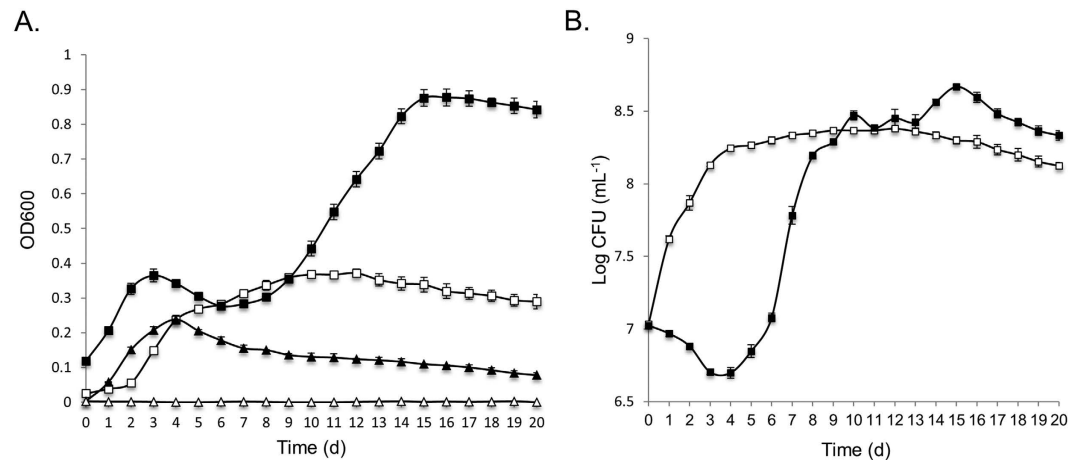 A.
1
0.9
0.8
0.7
0.6
0.5
0.4
0.3
0.2
0.1
0
OD600
0 1 2 3 4 5 6 7 8 9 10 11 12 13 14 15 16 17 18 19 20
Time (d)
B.
9
8.5
8
7.5
7
6.5
Log CFU (mL⁻¹)
0 1 2 3 4 5 6 7 8 9 10 11 12 13 14 15 16 17 18 19 20
Time (d)